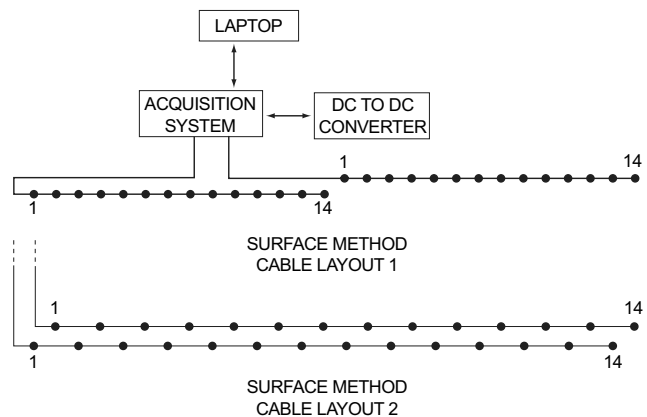 LAPTOP
ACQUISITION
SYSTEM
DC TO DC
CONVERTER
1
14
1
14
SURFACE METHOD
CABLE LAYOUT 1
1
14
1
14
SURFACE METHOD
CABLE LAYOUT 2